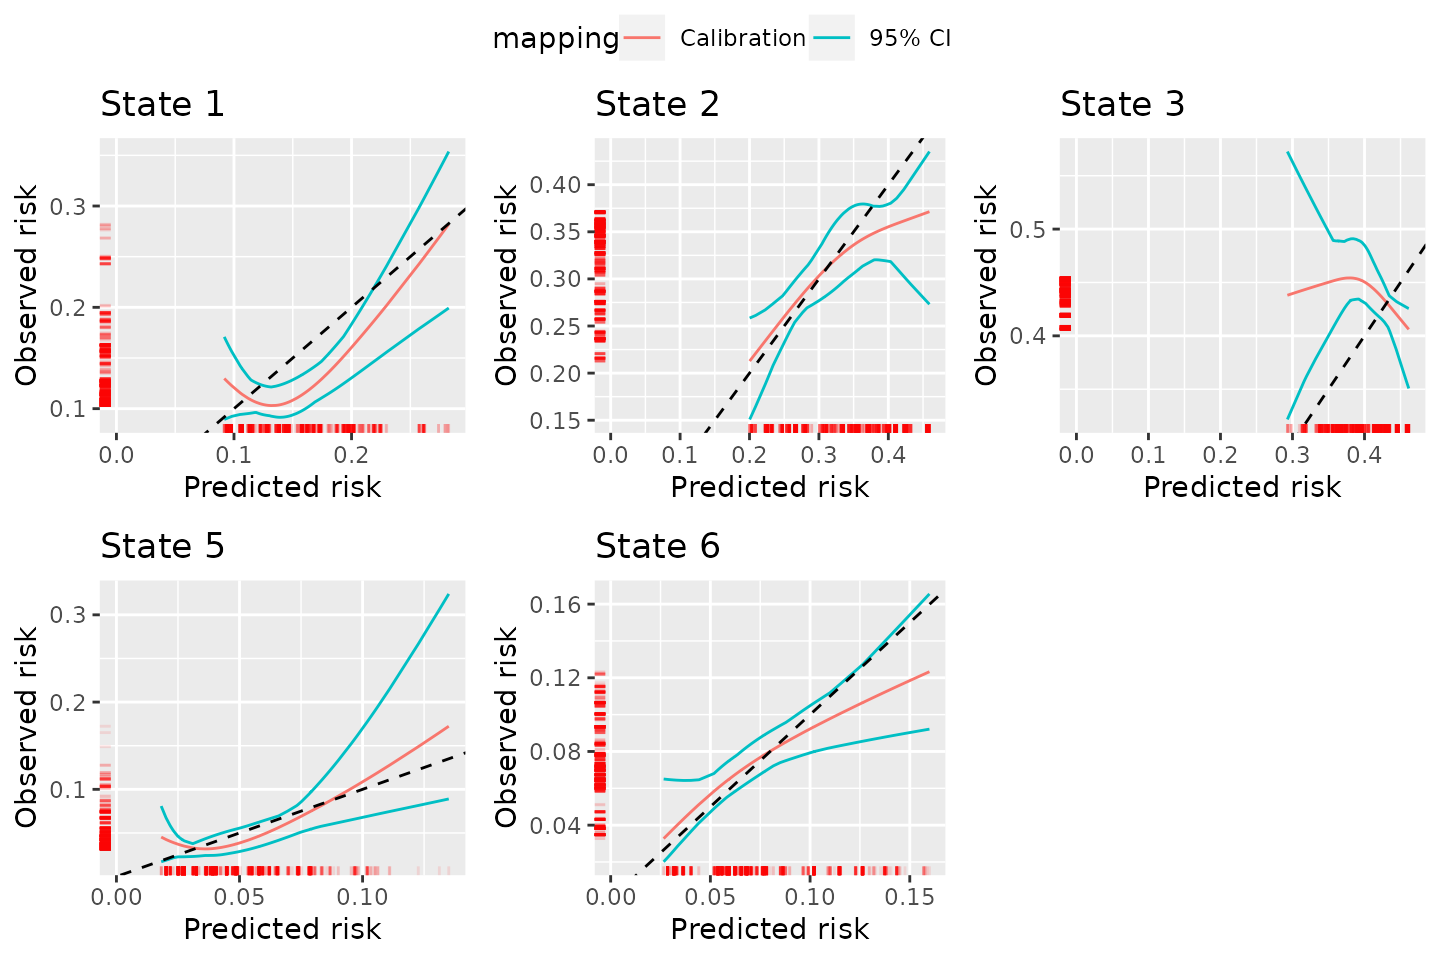 mapping Calibration 95% CI
State 1
Observed risk
0.3
0.2
0.1
0.0 0.1 0.2
Predicted risk
State 2
Observed risk
0.40
0.35
0.30
0.25
0.20
0.15
0.0 0.1 0.2 0.3 0.4
Predicted risk
State 3
Observed risk
0.5
0.4
0.0 0.1 0.2 0.3 0.4
Predicted risk
State 5
Observed risk
0.3
0.2
0.1
0.00 0.05 0.10
Predicted risk
State 6
Observed risk
0.16
0.12
0.08
0.04
0.00 0.05 0.10 0.15
Predicted risk